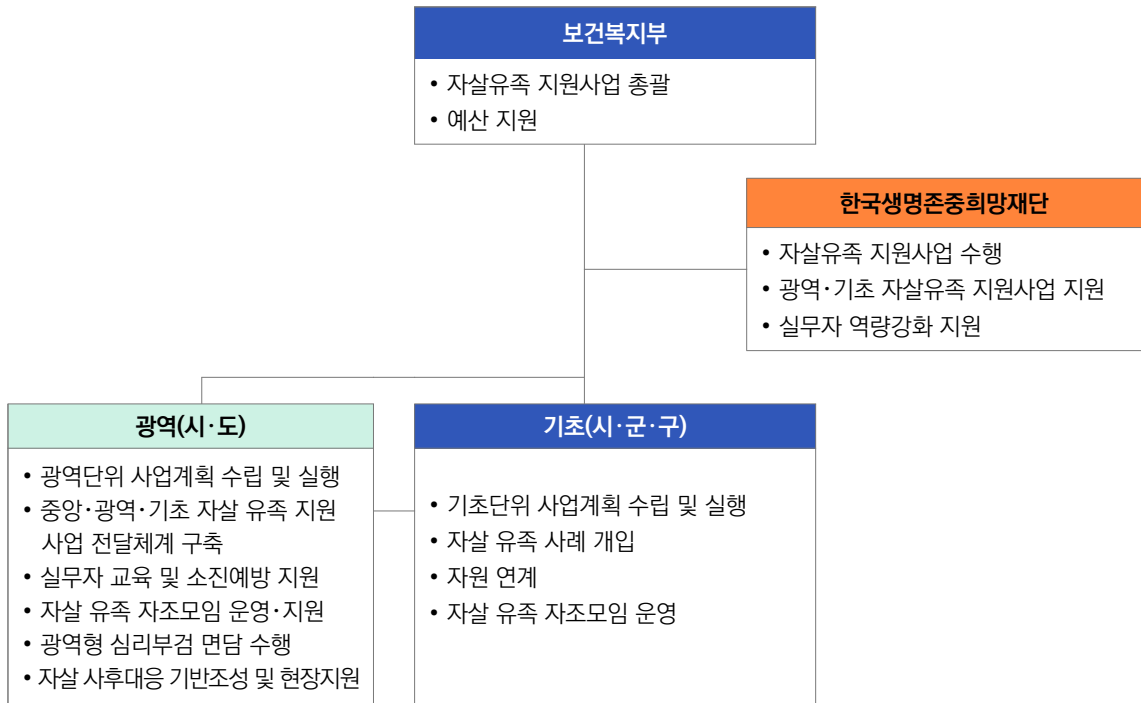 보건복지부
• 자살유족 지원사업 총괄
• 예산 지원
한국생명존중희망재단
• 자살유족 지원사업 수행
• 광역·기초 자살유족 지원사업 지원
• 실무자 역량강화 지원
광역(시·도)
• 광역단위 사업계획 수립 및 실행
• 중앙·광역·기초 자살 유족 지원
사업 전달체계 구축
• 실무자 교육 및 소진예방 지원
• 자살 유족 자조모임 운영·지원
• 광역형 심리부검 면담 수행
• 자살 사후대응 기반조성 및 현장지원
기초(시·군·구)
• 기초단위 사업계획 수립 및 실행
• 자살 유족 사례 개입
• 자원 연계
• 자살 유족 자조모임 운영